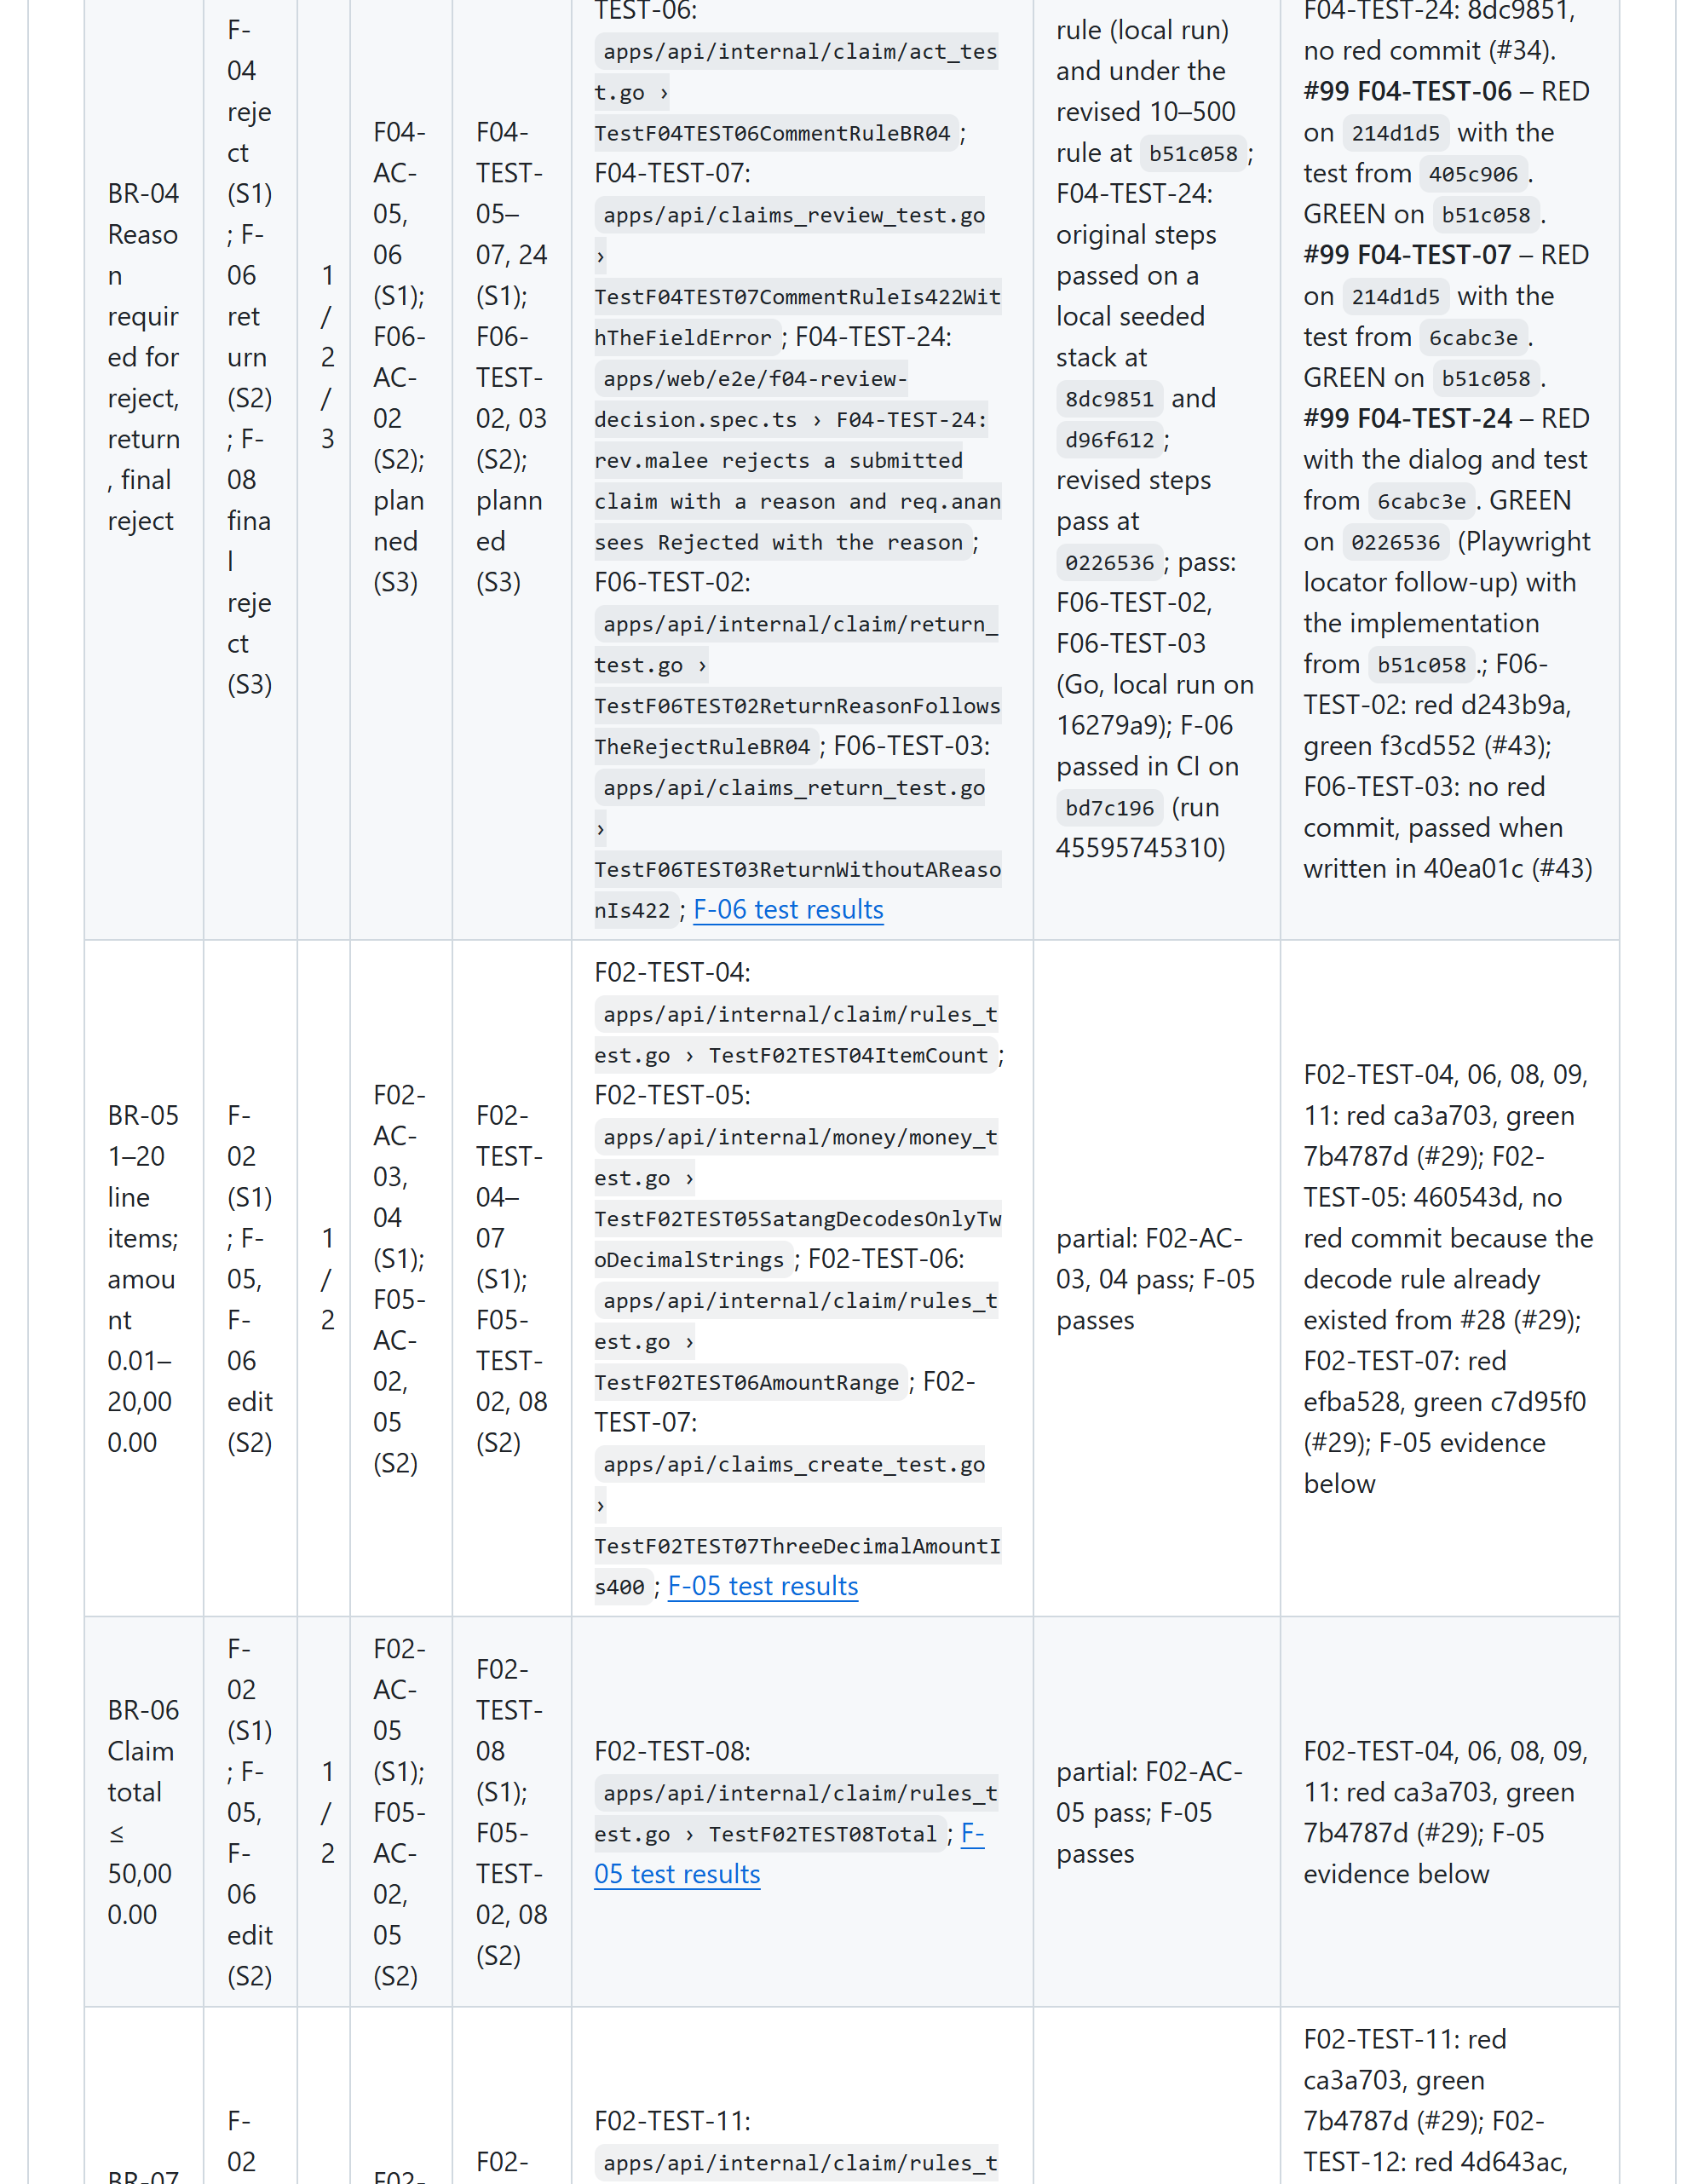 BR-04
Reaso
n
requir
ed for
reject,
return
, final
reject
F-
04
reje
ct
(S1)
; F-
06
ret
urn
(S2)
; F-
08
fina
l
reje
ct
(S3)
1
/
2
/
3
F04-
AC-
05,
06
(S1);
F06-
AC-
02
(S2);
plan
ned
(S3)
F04-
TEST-
05–
07, 24
(S1);
F06-
TEST-
02, 03
(S2);
plann
ed
(S3)
TEST-06:
apps/api/internal/claim/act_tes
t.go ›
TestF04TEST06CommentRuleBR04 ;
F04-TEST-07:
apps/api/claims_review_test.go
›
TestF04TEST07CommentRuleIs422Wit
hTheFieldError ; F04-TEST-24:
apps/web/e2e/f04-review-
decision.spec.ts › F04-TEST-24:
rev.malee rejects a submitted
claim with a reason and req.anan
sees Rejected with the reason ;
F06-TEST-02:
apps/api/internal/claim/return_
test.go ›
TestF06TEST02ReturnReasonFollows
TheRejectRuleBR04 ; F06-TEST-03:
apps/api/claims_return_test.go
›
TestF06TEST03ReturnWithoutAReaso
nIs422 ; F-06 test results
rule (local run)
and under the
revised 10–500
rule at b51c058 ;
F04-TEST-24:
original steps
passed on a
local seeded
stack at
8dc9851 and
d96f612 ;
revised steps
pass at
0226536 ; pass:
F06-TEST-02,
F06-TEST-03
(Go, local run on
16279a9); F-06
passed in CI on
bd7c196 (run
45595745310)
F04-TEST-24: 8dc9851,
no red commit (#34).
#99 F04-TEST-06 – RED
on 214d1d5 with the
test from 405c906 .
GREEN on b51c058 .
#99 F04-TEST-07 – RED
on 214d1d5 with the
test from 6cabc3e .
GREEN on b51c058 .
#99 F04-TEST-24 – RED
with the dialog and test
from 6cabc3e . GREEN
on 0226536 (Playwright
locator follow-up) with
the implementation
from b51c058 .; F06-
TEST-02: red d243b9a,
green f3cd552 (#43);
F06-TEST-03: no red
commit, passed when
written in 40ea01c (#43)
BR-05
1–20
line
items;
amou
nt
0.01–
20,00
0.00
F-
02
(S1)
; F-
05,
F-
06
edit
(S2)
1
/
2
F02-
AC-
03,
04
(S1);
F05-
AC-
02,
05
(S2)
F02-
TEST-
04–
07
(S1);
F05-
TEST-
02, 08
(S2)
F02-TEST-04:
apps/api/internal/claim/rules_t
est.go › TestF02TEST04ItemCount ;
F02-TEST-05:
apps/api/internal/money/money_t
est.go ›
TestF02TEST05SatangDecodesOnlyTw
oDecimalStrings ; F02-TEST-06:
apps/api/internal/claim/rules_t
est.go ›
TestF02TEST06AmountRange ; F02-
TEST-07:
apps/api/claims_create_test.go
›
TestF02TEST07ThreeDecimalAmountI
s400 ; F-05 test results
partial: F02-AC-
03, 04 pass; F-05
passes
F02-TEST-04, 06, 08, 09,
11: red ca3a703, green
7b4787d (#29); F02-
TEST-05: 460543d, no
red commit because the
decode rule already
existed from #28 (#29);
F02-TEST-07: red
efba528, green c7d95f0
(#29); F-05 evidence
below
BR-06
Claim
total
≤
50,00
0.00
F-
02
(S1)
; F-
05,
F-
06
edit
(S2)
1
/
2
F02-
AC-
05
(S1);
F05-
AC-
02,
05
(S2)
F02-
TEST-
08
(S1);
F05-
TEST-
02, 08
(S2)
F02-TEST-08:
apps/api/internal/claim/rules_t
est.go › TestF02TEST08Total ; F-
05 test results
partial: F02-AC-
05 pass; F-05
passes
F02-TEST-04, 06, 08, 09,
11: red ca3a703, green
7b4787d (#29); F-05
evidence below
BR-07
F-
02
F02-
F02-
F02-TEST-11:
apps/api/internal/claim/rules_t
F02-TEST-11: red
ca3a703, green
7b4787d (#29); F02-
TEST-12: red 4d643ac,